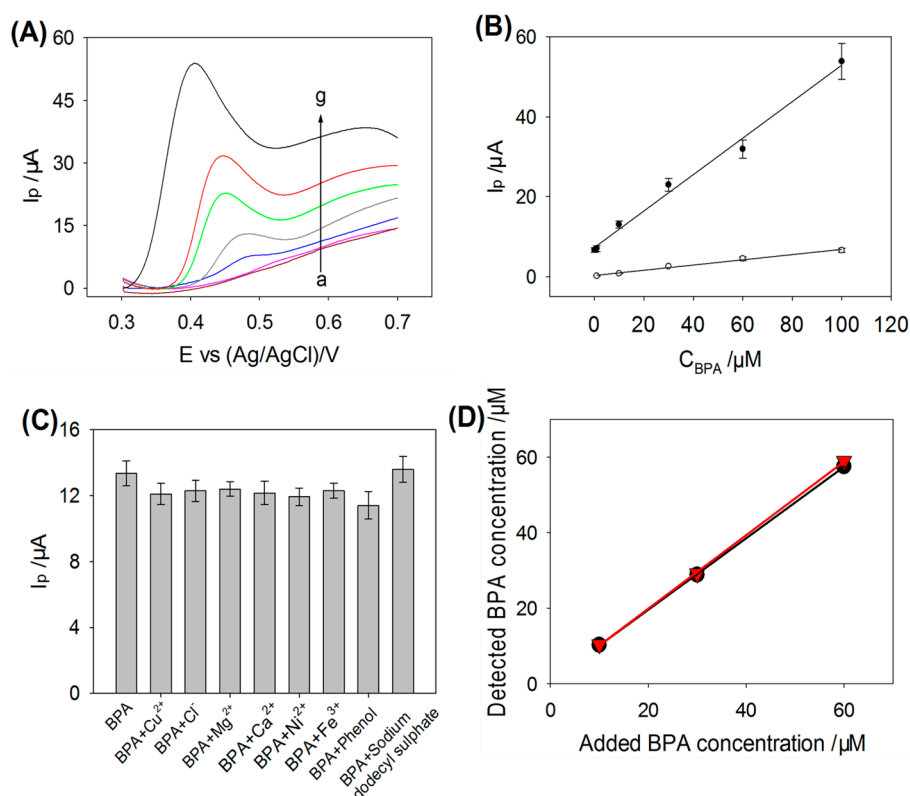 (A)
60
45
30
15
0
Ip /µA
g
a
0.3 0.4 0.5 0.6 0.7
E vs (Ag/AgCl)/V
(B)
60
40
20
0
Ip /µA
0 20 40 60 80 100 120
C_BPA /µM
(C)
16
12
8
4
0
Ip /µA
BPA
BPA+Cu²⁺
BPA+Cl⁻
BPA+Mg²⁺
BPA+Ca²⁺
BPA+Ni²⁺
BPA+Fe³⁺
BPA+Phenol
BPA+Sodium
dodecyl sulphate
(D)
80
60
40
20
0
Detected BPA concentration /µM
0 20 40 60
Added BPA concentration /µM